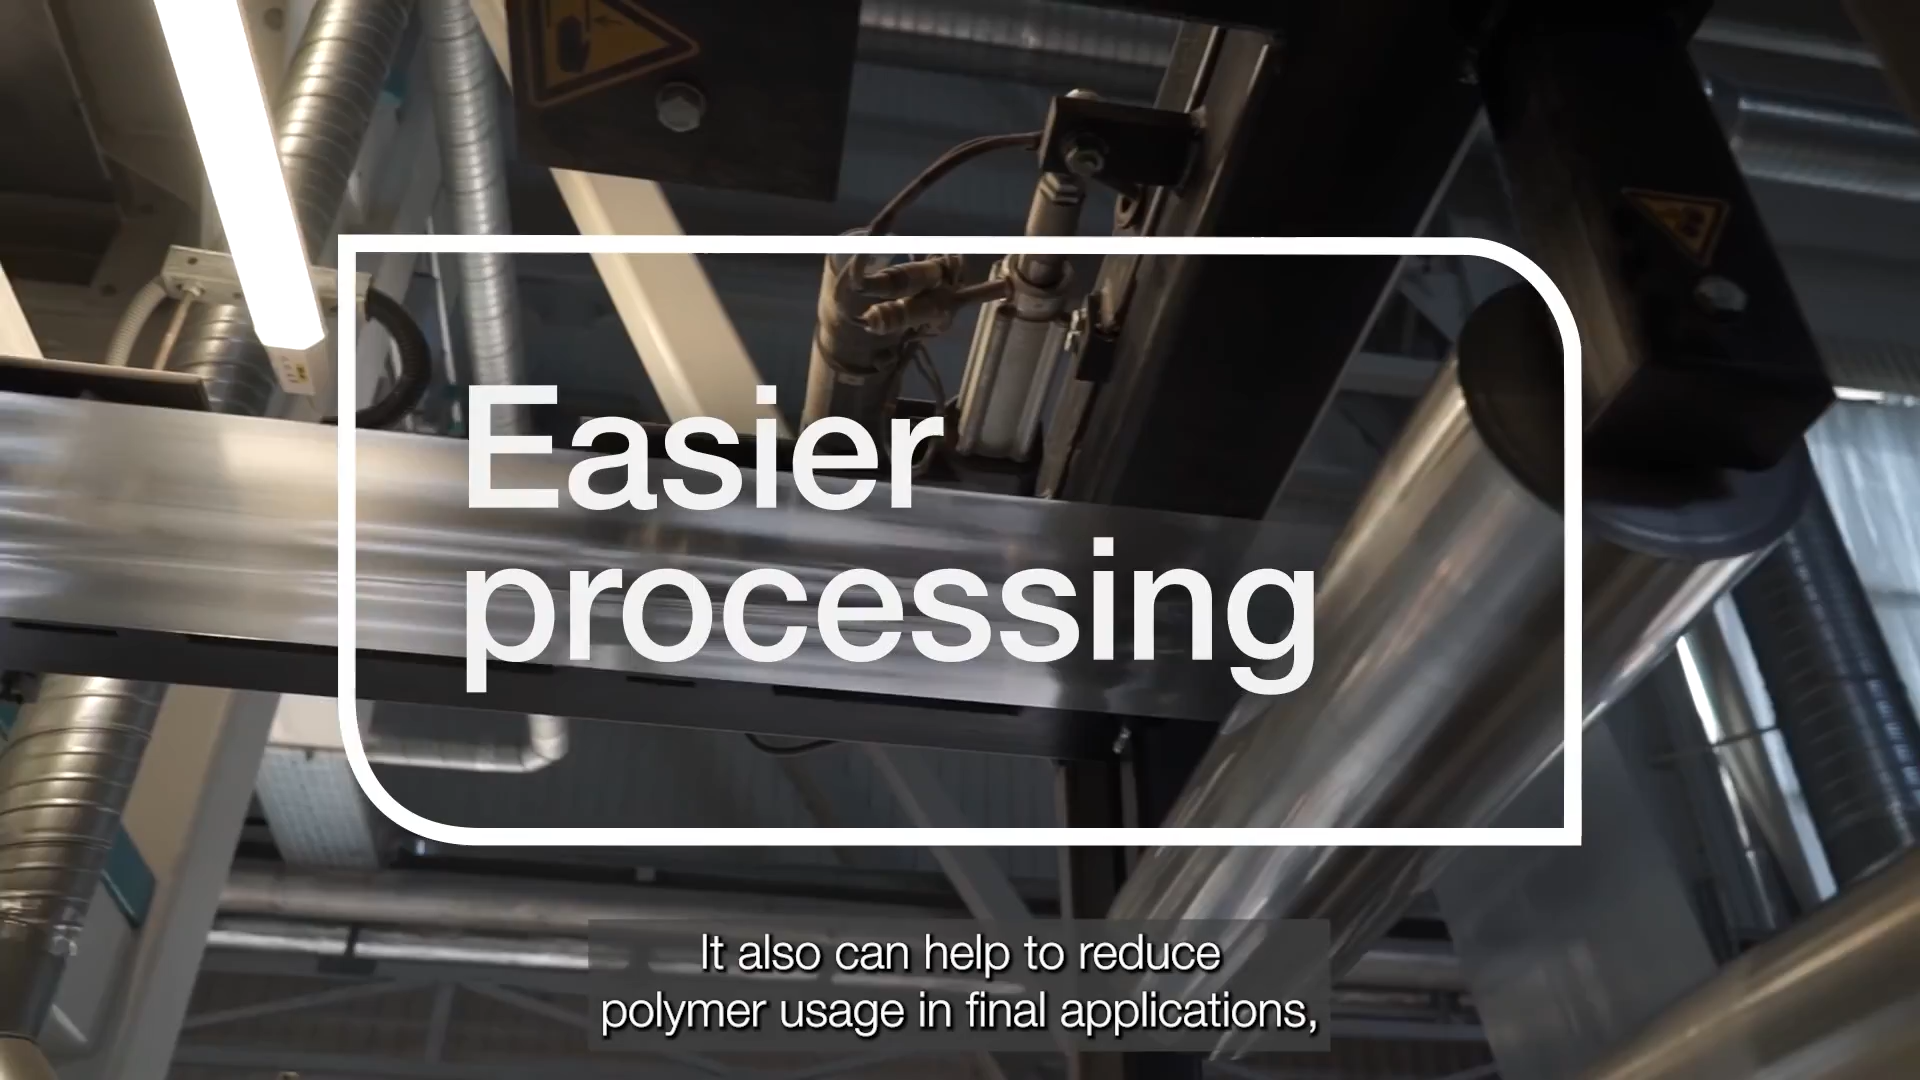 Easier
processing
It also can help to reduce
polymer usage in final applications,